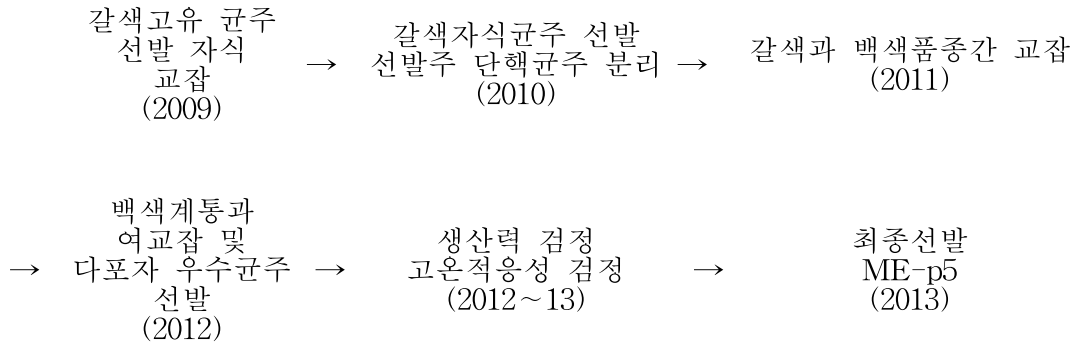 갈색고유 균주
선발 자식
교잡
(2009)
→
갈색자식균주 선발
선발주 단핵균주 분리
(2010)
→
갈색과 백색품종간 교잡
(2011)
→
백색계통과
여교잡 및
다포자 우수균주
선발
(2012)
→
생산력 검정
고온적응성 검정
(2012～13)
→
최종선발
ME-p5
(2013)